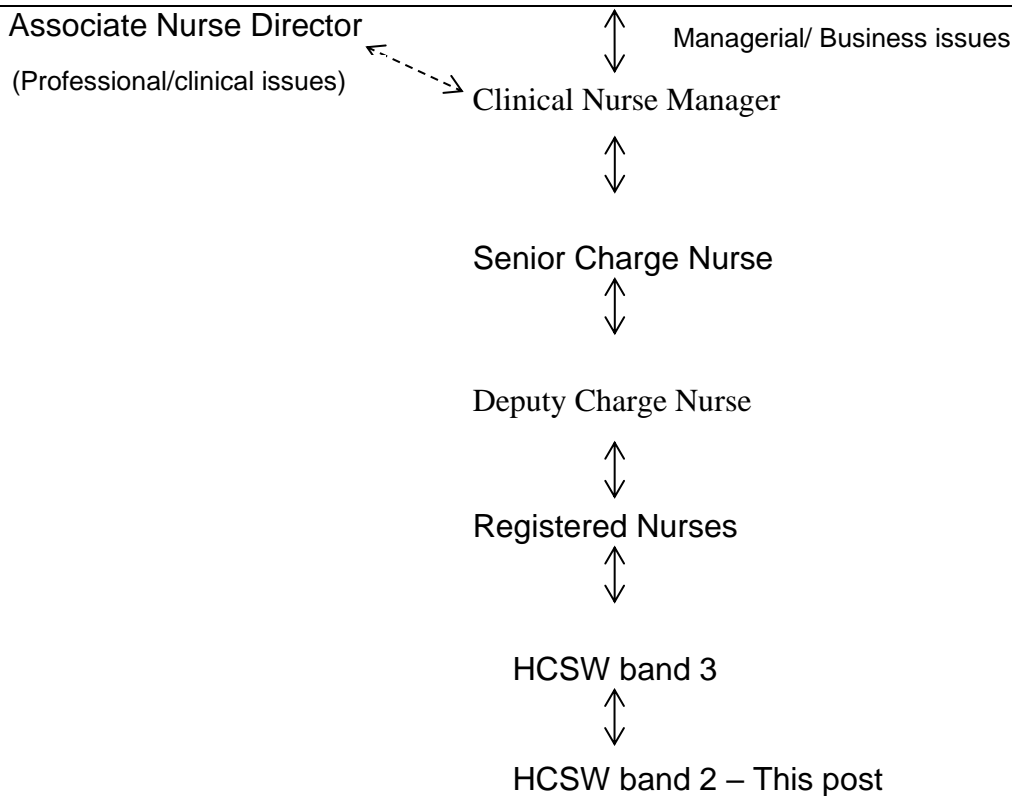 Associate Nurse Director
Managerial/ Business issues
(Professional/clinical issues)
Clinical Nurse Manager
Senior Charge Nurse
Deputy Charge Nurse
Registered Nurses
HCSW band 3
HCSW band 2 – This post